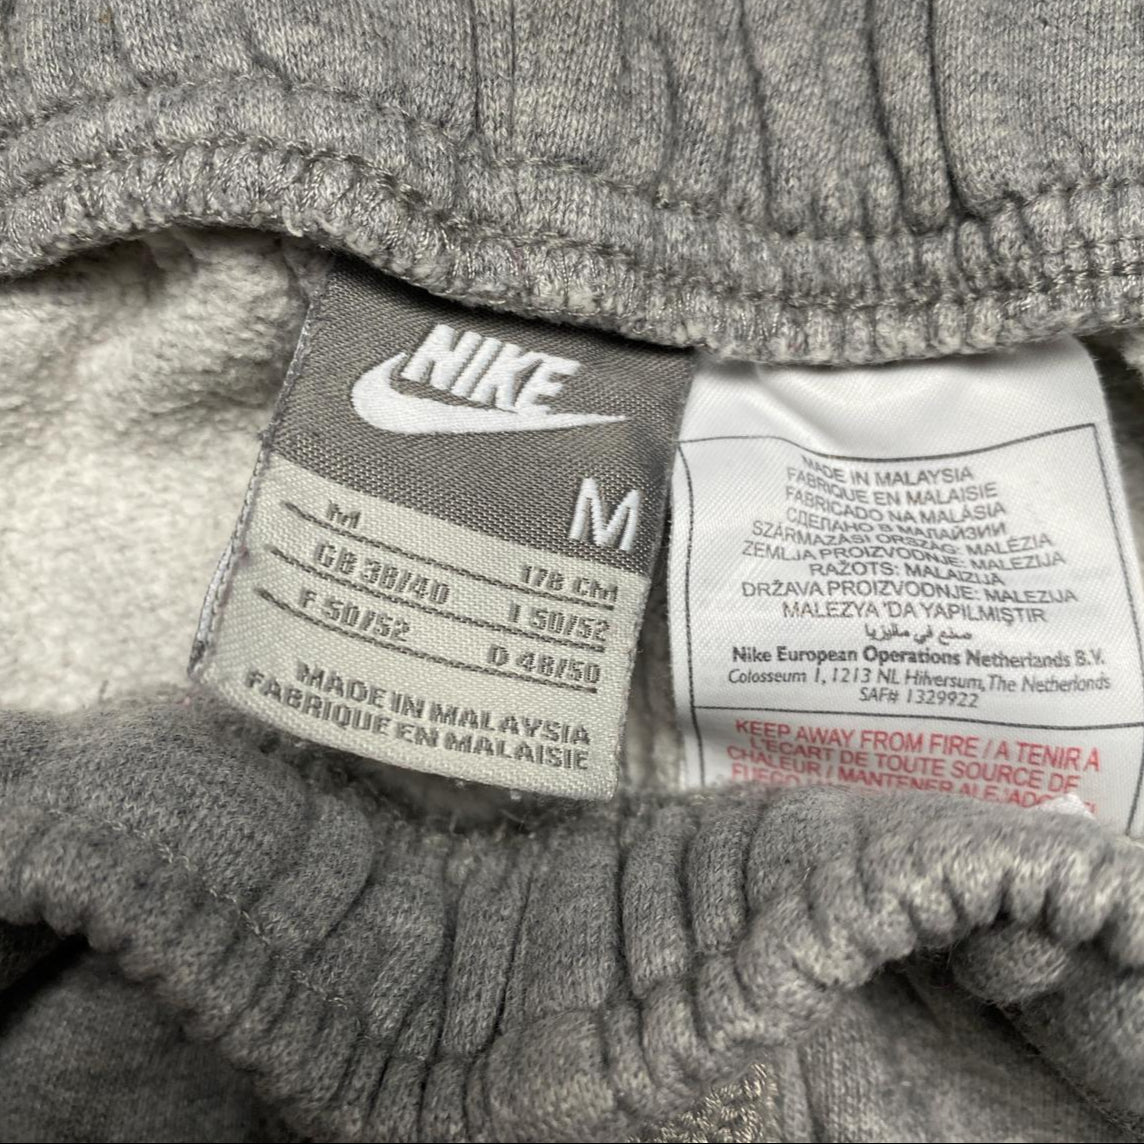 NIKE
M
M 178 CM
GB 38/40 I 50/52
F 50/52 D 48/50
MADE IN MALAYSIA
FABRIQUE EN MALAISIE
MADE IN MALAYSIA
FABRIQUE EN MALAISIE
FABRICADO NA MALÁSIA
СДЕЛАНО В МАЛАЙЗИИ
SZÁRMAZÁSI ORSZÁG: MALÉZIA
ZEMLJA PROIZVODNJE: MALEZIJA
RAŽOTS: MALAIZIJA
DRŽAVA PROIZVODNJE: MALEZIJA
MALEZYA 'DA YAPILMIŞTIR
صنع في ماليزيا
Nike European Operations Netherlands B.V.
Colosseum 1, 1213 NL Hilversum, The Netherlands
SAF# 1329922
KEEP AWAY FROM FIRE / A TENIR A
L'ECART DE TOUTE SOURCE DE
CHALEUR / MANTENER ALEJADO
FUEGO